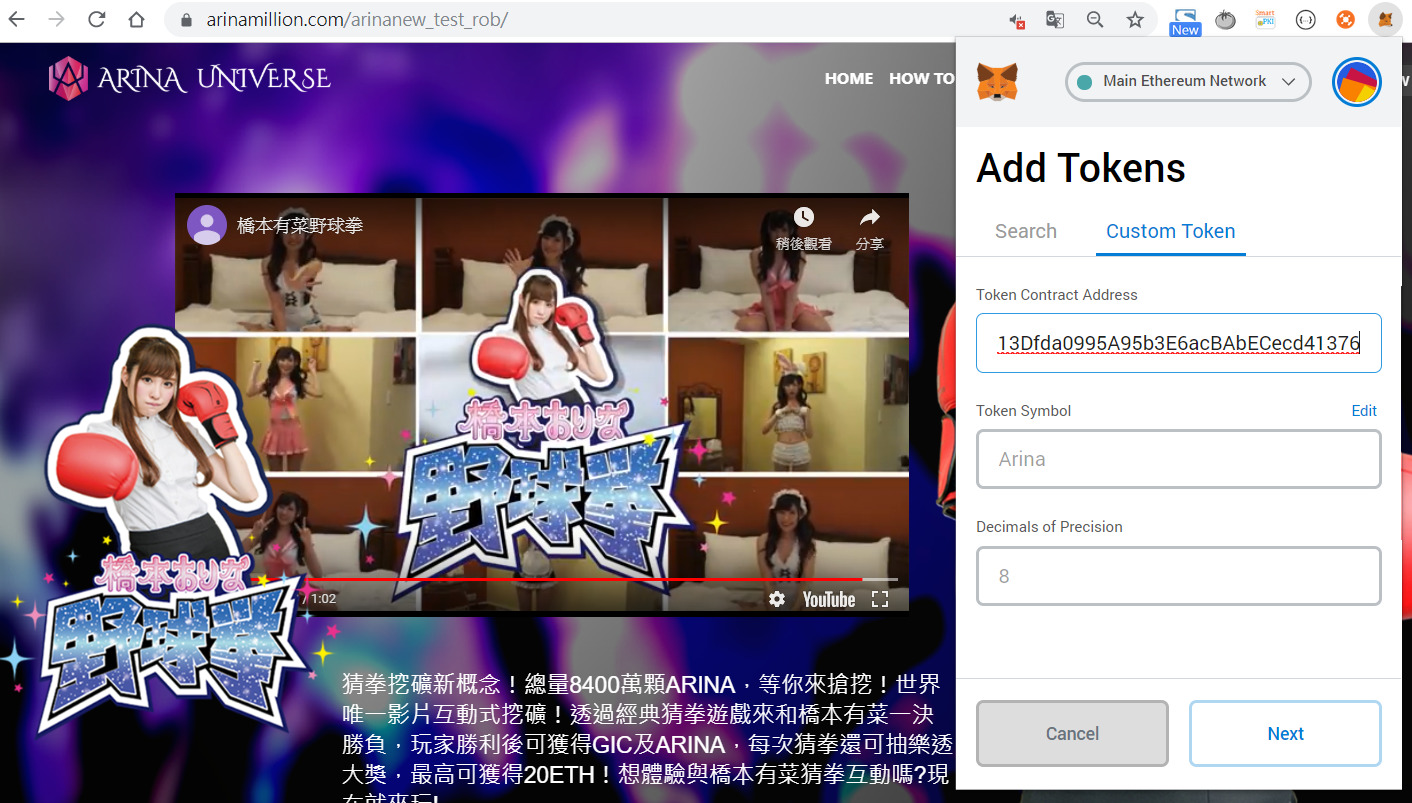 arinamillion.com/arinanew_test_rob/
New
ARINA UNIVERSE
HOME HOW TO
橋本有菜野球拳
稍後觀看
分享
橋本ありな
野球拳
橋本ありな
野球拳
/ 1:02
YouTube
猜拳挖礦新概念！總量8400萬顆ARINA，等你來搶挖！世界
唯一影片互動式挖礦！透過經典猜拳遊戲來和橋本有菜一決
勝負，玩家勝利後可獲得GIC及ARINA，每次猜拳還可抽樂透
大獎，最高可獲得20ETH！想體驗與橋本有菜猜拳互動嗎?現
在就來玩!
Main Ethereum Network
Add Tokens
Search
Custom Token
Token Contract Address
13Dfda0995A95b3E6acBAbECecd41376
Token Symbol
Edit
Arina
Decimals of Precision
8
Cancel
Next